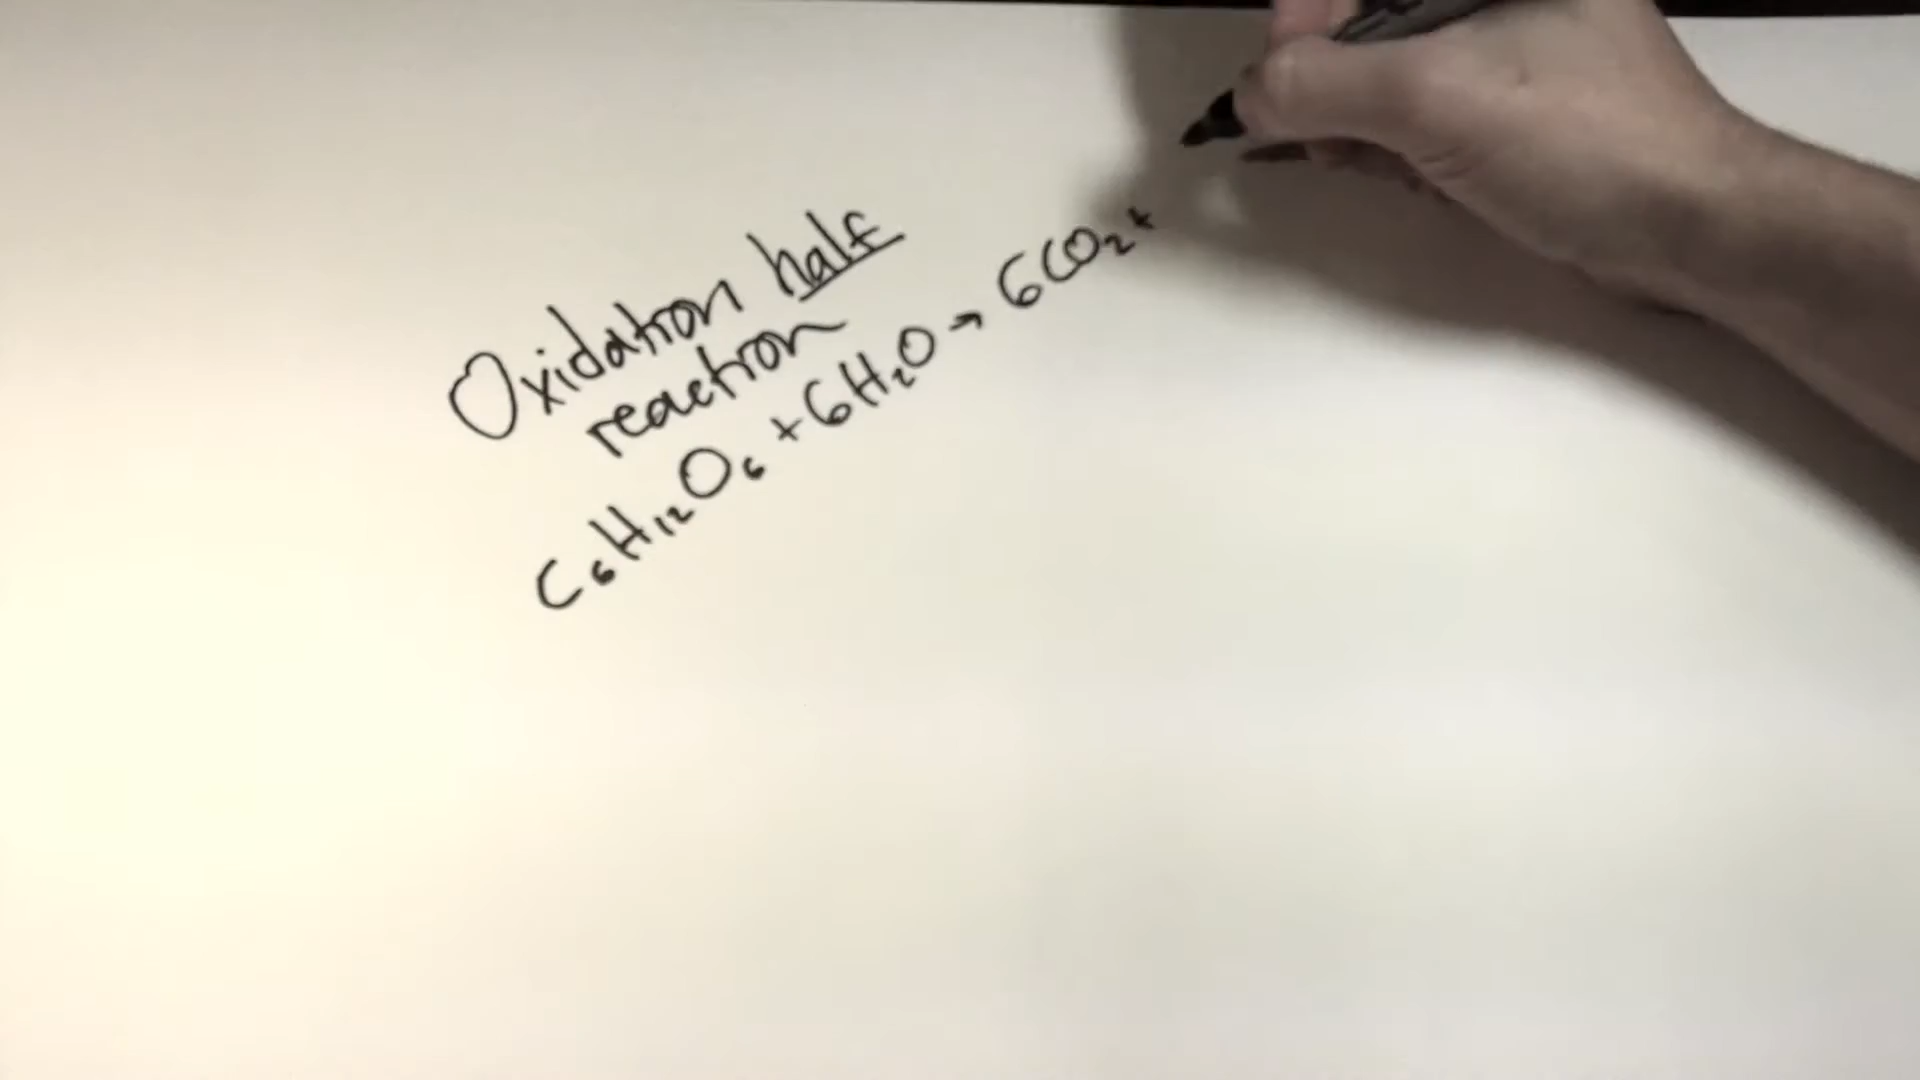 Oxidation half
reaction
C₆H₁₂O₆ + 6H₂O → 6CO₂ +